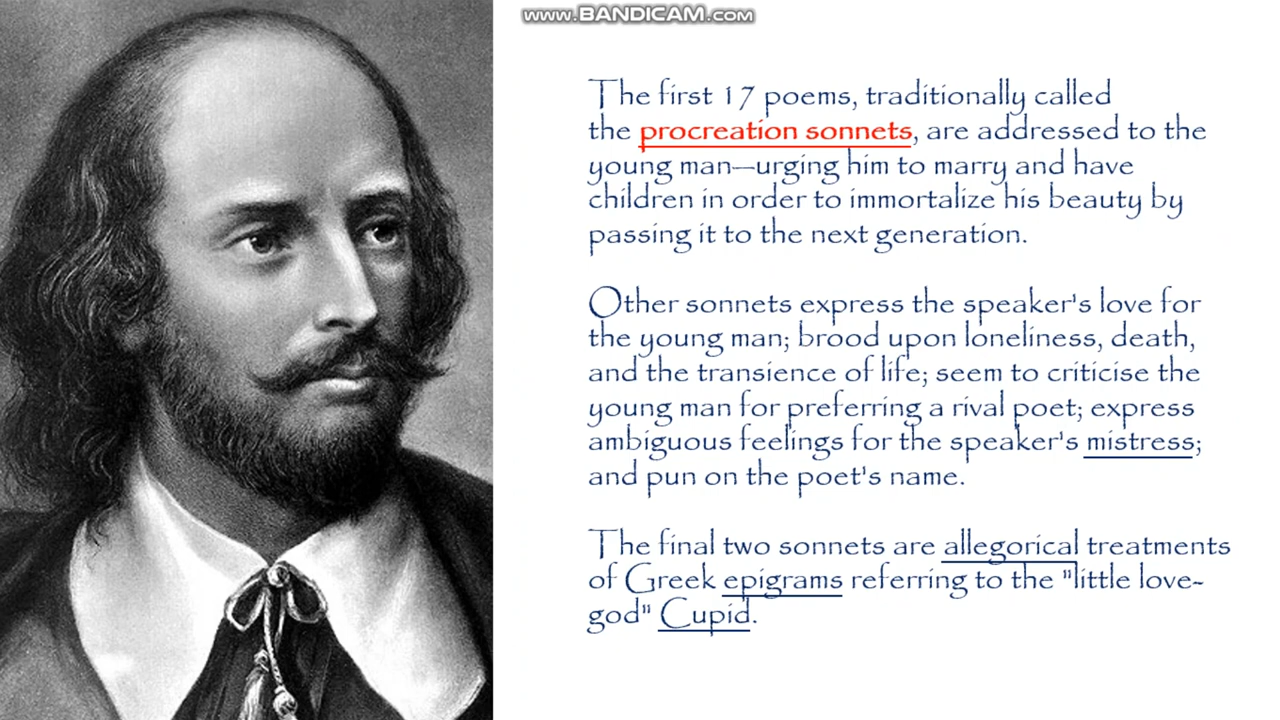 www.BANDICAM.com
The first 17 poems, traditionally called
the procreation sonnets, are addressed to the
young man—urging him to marry and have
children in order to immortalize his beauty by
passing it to the next generation.
Other sonnets express the speaker's love for
the young man; brood upon loneliness, death,
and the transience of life; seem to criticise the
young man for preferring a rival poet; express
ambiguous feelings for the speaker's mistress;
and pun on the poet's name.
The final two sonnets are allegorical treatments
of Greek epigrams referring to the "little love-
god" Cupid.